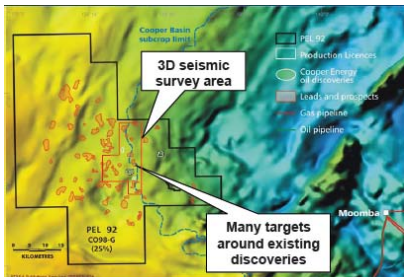 Cooper Basin
subcrop limit
3D seismic
survey area
PEL 92
Production Licences
Cooper Energy
oil discoveries
Leads and prospects
Gas pipeline
Oil pipeline
Moomba
PEL 92
CO98-G
(25%)
Many targets
around existing
discoveries
KILOMETRES